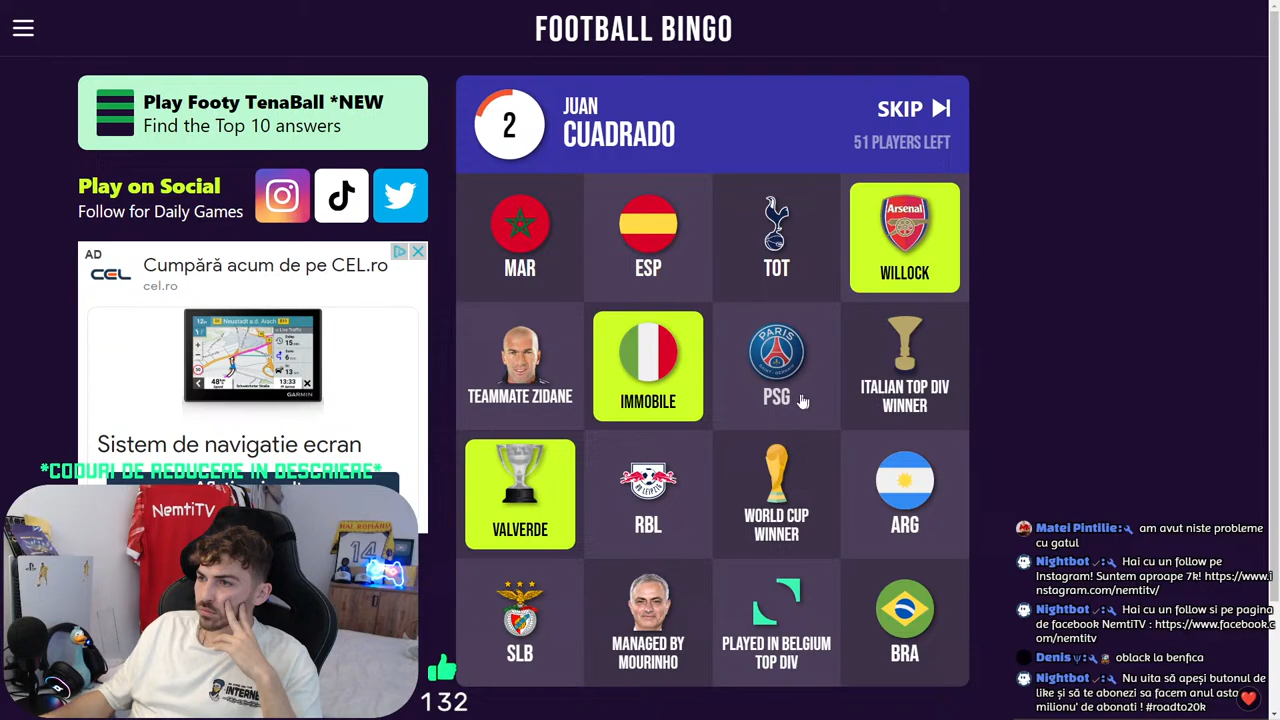 FOOTBALL BINGO
Play Footy TenaBall *NEW
Find the Top 10 answers
Play on Social
Follow for Daily Games
AD
CEL
Cumpără acum de pe CEL.ro
cel.ro
GARMIN
Sistem de navigatie ecran
*CODURI DE REDUCERE IN DESCRIERE*
NemtiTV
HAI ROMÂNIA
14
INTERNE
132
2
JUAN
CUADRADO
SKIP
51 PLAYERS LEFT
MAR
ESP
TOT
Arsenal
WILLOCK
TEAMMATE ZIDANE
IMMOBILE
PARIS
PSG
ITALIAN TOP DIV
WINNER
VALVERDE
RBL
WORLD CUP
WINNER
ARG
SLB
MANAGED BY
MOURINHO
PLAYED IN BELGIUM
TOP DIV
BRA
Matei Pintilie: am avut niste probleme
cu gatul
Nightbot: Hai cu un follow pe
Instagram! Suntem aproape 7k! https://www.i
nstagram.com/nemtitv/
Nightbot: Hai cu un follow si pe pagina
de facebook NemtiTV : https://www.facebook.c
om/nemtitv
Denis: oblack la benfica
Nightbot: Nu uita să apeși butonul de
like și să te abonezi sa facem anul asta
milionu' de abonati ! #roadto20k